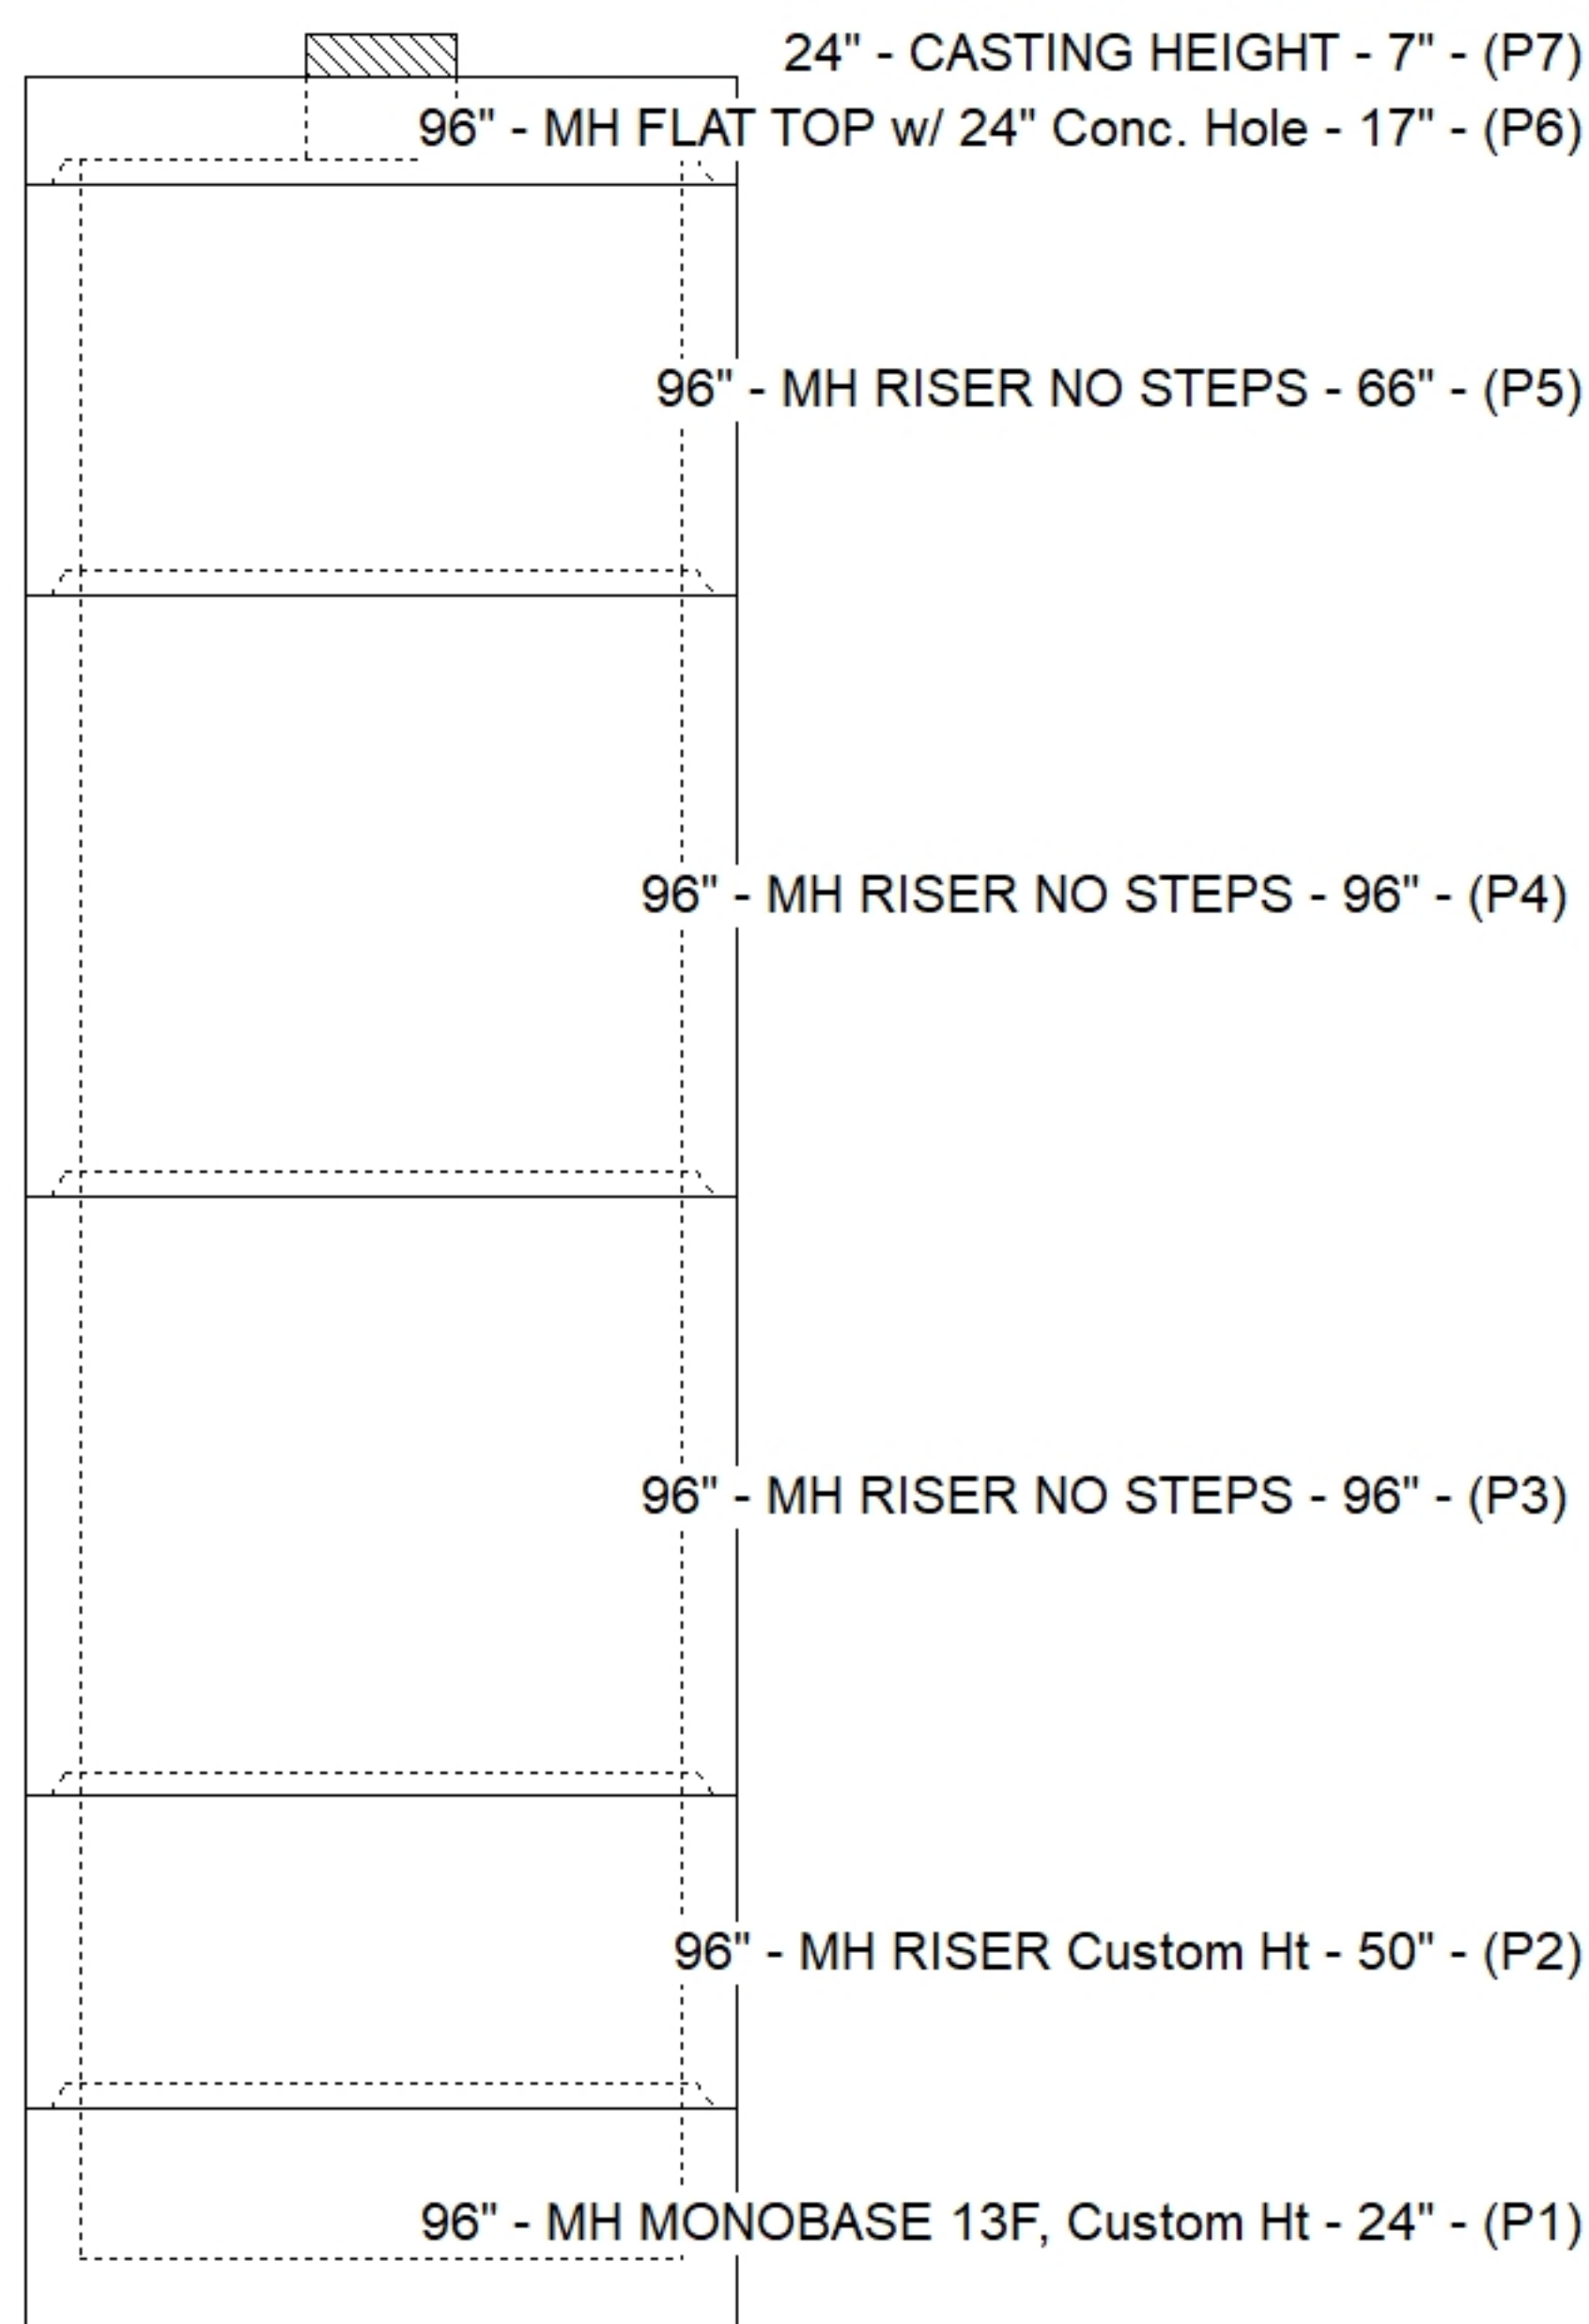 24" - CASTING HEIGHT - 7" - (P7)
96" - MH FLAT TOP w/ 24" Conc. Hole - 17" - (P6)
96" - MH RISER NO STEPS - 66" - (P5)
96" - MH RISER NO STEPS - 96" - (P4)
96" - MH RISER NO STEPS - 96" - (P3)
96" - MH RISER Custom Ht - 50" - (P2)
96" - MH MONOBASE 13F, Custom Ht - 24" - (P1)